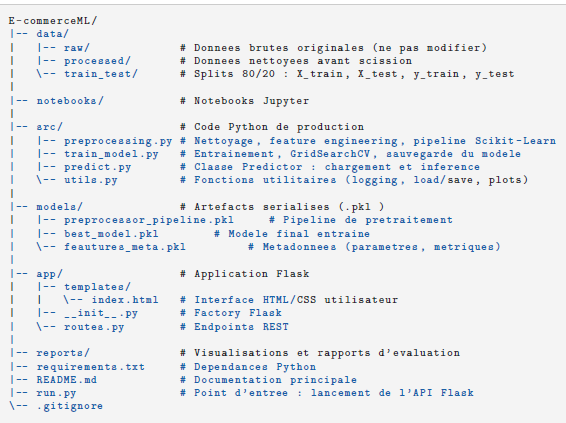 E-commerceML/
|-- data/
|   |-- raw/            # Donnees brutes originales (ne pas modifier)
|   |-- processed/      # Donnees nettoyees avant scission
|   \-- train_test/     # Splits 80/20 : X_train, X_test, y_train, y_test
|
|-- notebooks/          # Notebooks Jupyter
|
|-- src/                # Code Python de production
|   |-- preprocessing.py # Nettoyage, feature engineering, pipeline Scikit-Learn
|   |-- train_model.py  # Entrainement, GridSearchCV, sauvegarde du modele
|   |-- predict.py      # Classe Predictor : chargement et inference
|   \-- utils.py        # Fonctions utilitaires (logging, load/save, plots)
|
|-- models/             # Artefacts serialises (.pkl )
|   |-- preprocessor_pipeline.pkl     # Pipeline de pretraitement
|   |-- best_model.pkl       # Modele final entraine
|   \-- feautures_meta.pkl        # Metadonnees (parametres, metriques)
|
|-- app/                # Application Flask
|   |-- templates/
|   |   \-- index.html  # Interface HTML/CSS utilisateur
|   |-- __init__.py     # Factory Flask
|   \-- routes.py       # Endpoints REST
|
|-- reports/            # Visualisations et rapports d'evaluation
|-- requirements.txt    # Dependances Python
|-- README.md           # Documentation principale
|-- run.py              # Point d'entree : lancement de l'API Flask
\-- .gitignore